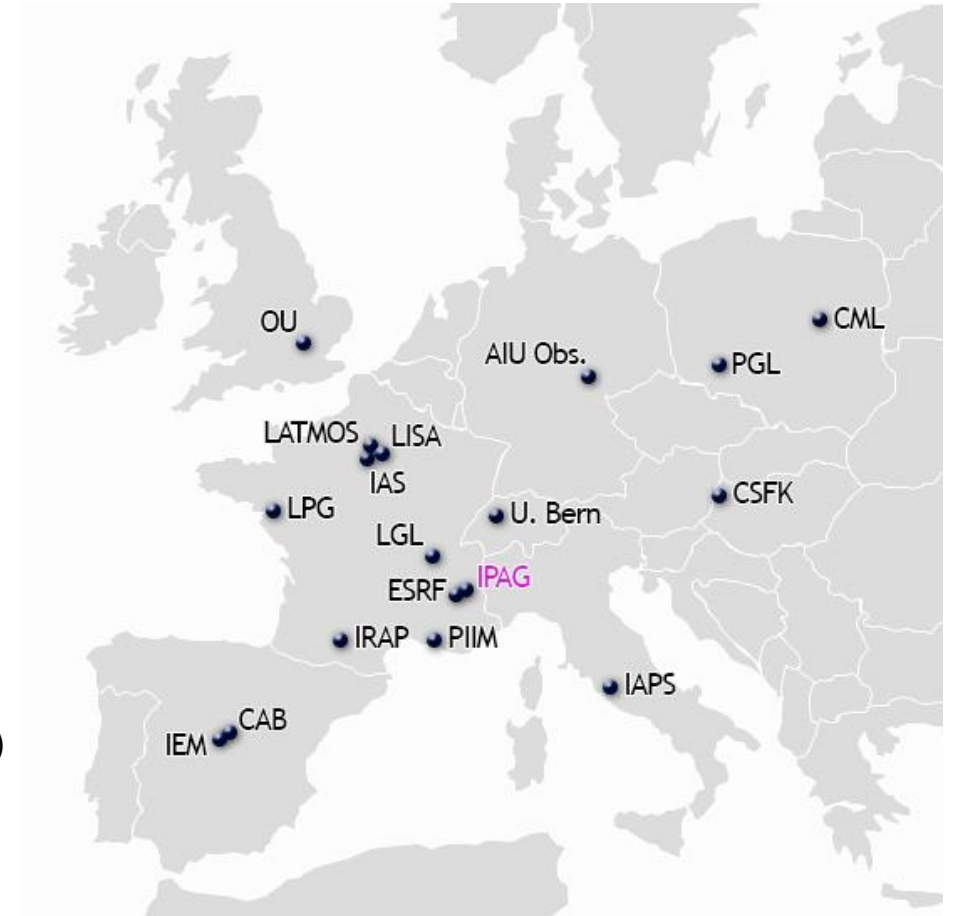 OU
CML
AIU Obs.
PGL
LATMOS
LISA
IAS
CSFK
LPG
U. Bern
LGL
IPAG
ESRF
IRAP
PIIM
IAPS
CAB
IEM
)